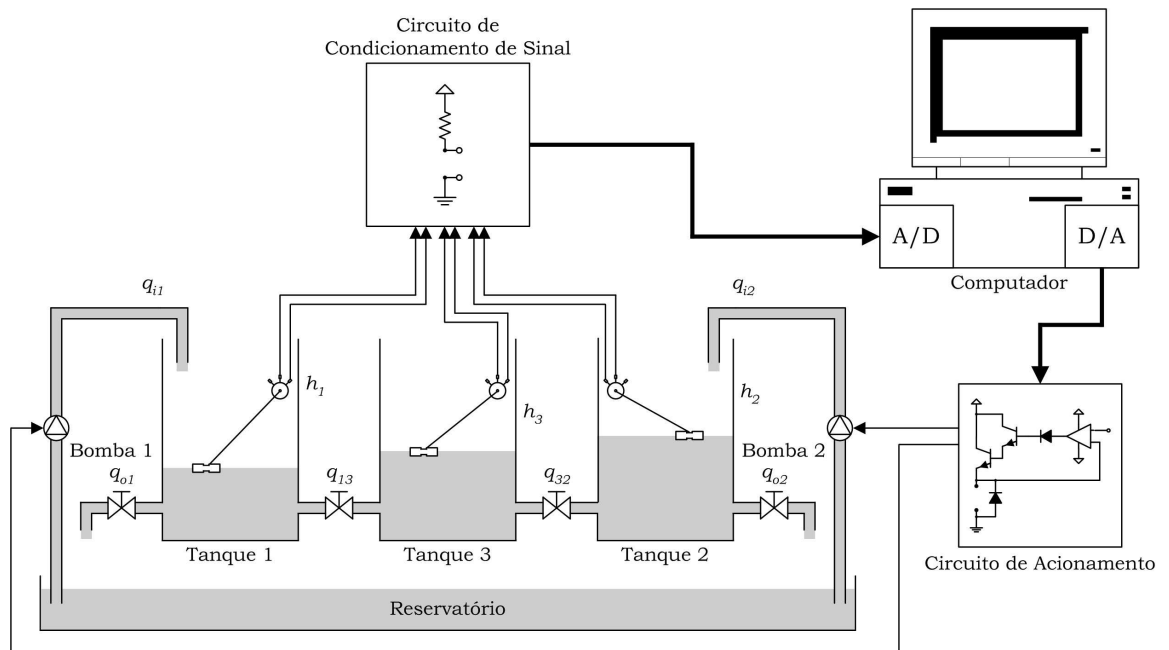 Circuito de
Condicionamento de Sinal
A/D
D/A
Computador
q_{i1}
q_{i2}
h_1
h_3
h_2
Bomba 1
Bomba 2
q_{o1}
q_{13}
q_{32}
q_{o2}
Tanque 1
Tanque 3
Tanque 2
Circuito de Acionamento
Reservatório